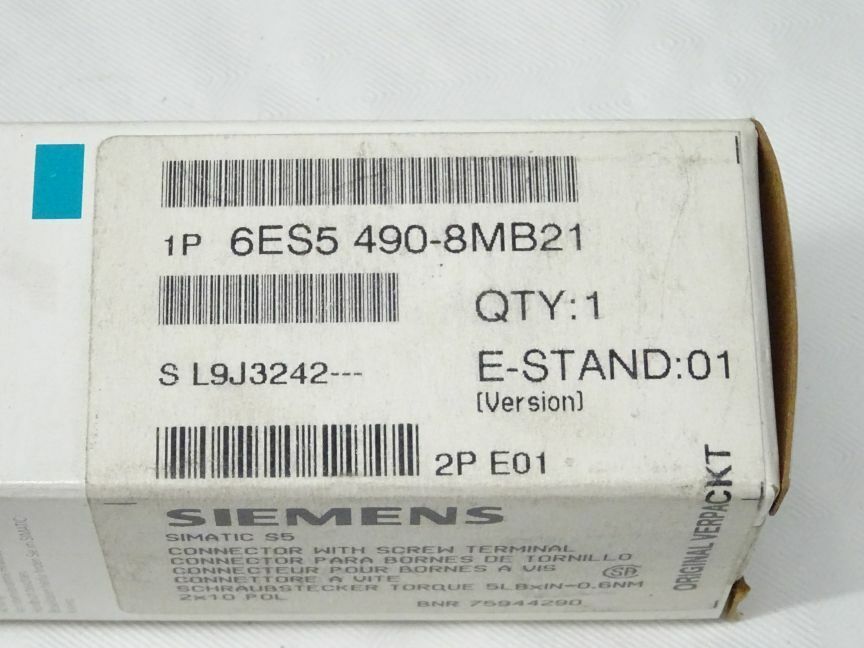 1P 6ES5 490-8MB21
QTY:1
S L9J3242---
E-STAND:01
(Version)
2P E01
ORIGINAL VERPACKT
SIEMENS
SIMATIC S5
CONNECTOR WITH SCREW TERMINAL
CONNECTOR PARA BORNES DE TORNILLO
CONNECTEUR POUR BORNES A VIS
CONNETTORE A VITE
SCHRAUBSTECKER TORQUE 5LBxIN=0.6NM
2x10 POL
BNR 75944290